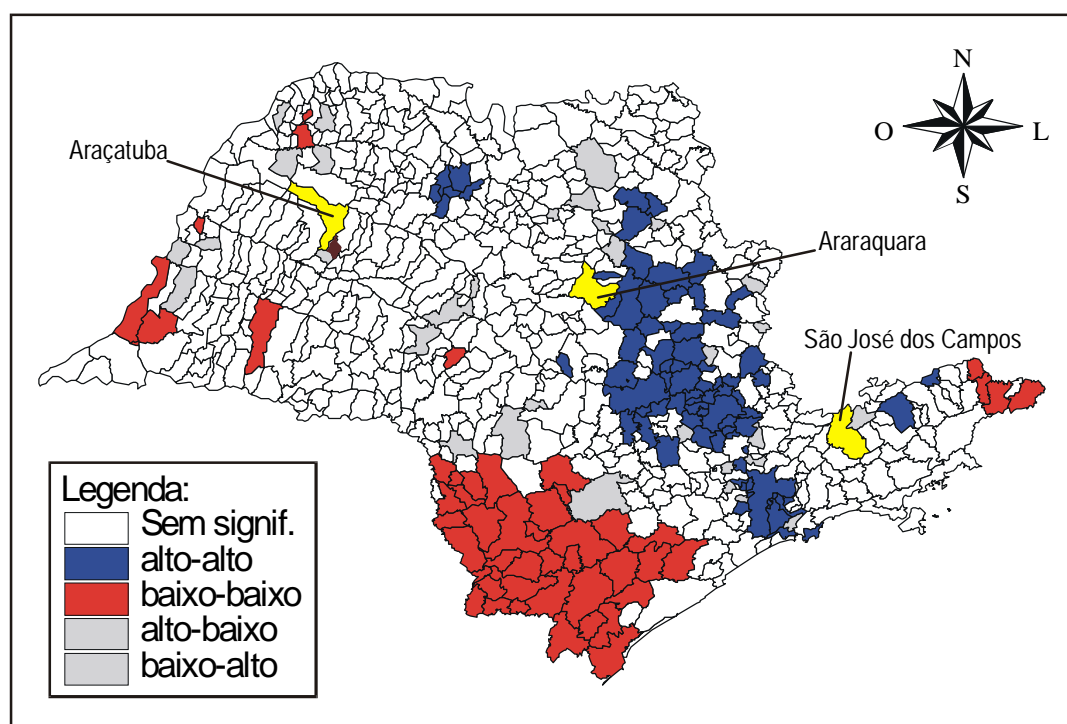 N
O
L
S
Araçatuba
Araraquara
São José dos Campos
Legenda:
Sem signif.
alto-alto
baixo-baixo
alto-baixo
baixo-alto